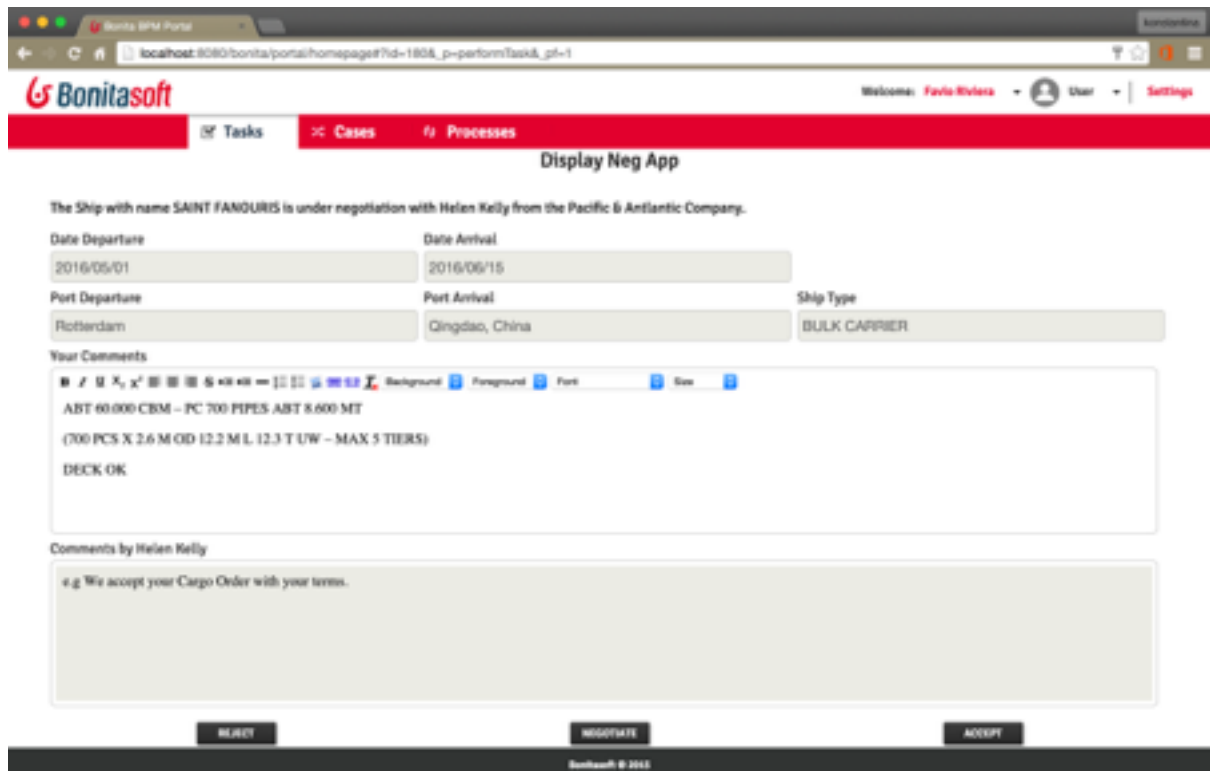 Bonita BPM Portal
konstantina
localhost:8080/bonita/portal/homepage#?id=180&_p=performTask&_pf=1
Bonitasoft
Welcome: Favio Riviera User Settings
Tasks Cases Processes
Display Neg App
The Ship with name SAINT FANOURIS is under negotiation with Helen Kelly from the Pacific & Antlantic Company.
Date Departure Date Arrival
2016/05/01 2016/06/15
Port Departure Port Arrival Ship Type
Rotterdam Qingdao, China BULK CARRIER
Your Comments
B I U X₂ X² S Background Foreground Font Size
ABT 60.000 CBM – PC 700 PIPES ABT 8.600 MT
(700 PCS X 2.6 M OD 12.2 M L 12.3 T UW – MAX 5 TIERS)
DECK OK
Comments by Helen Kelly
e.g We accept your Cargo Order with your terms.
REJECT NEGOTIATE ACCEPT
Bonitasoft © 2015